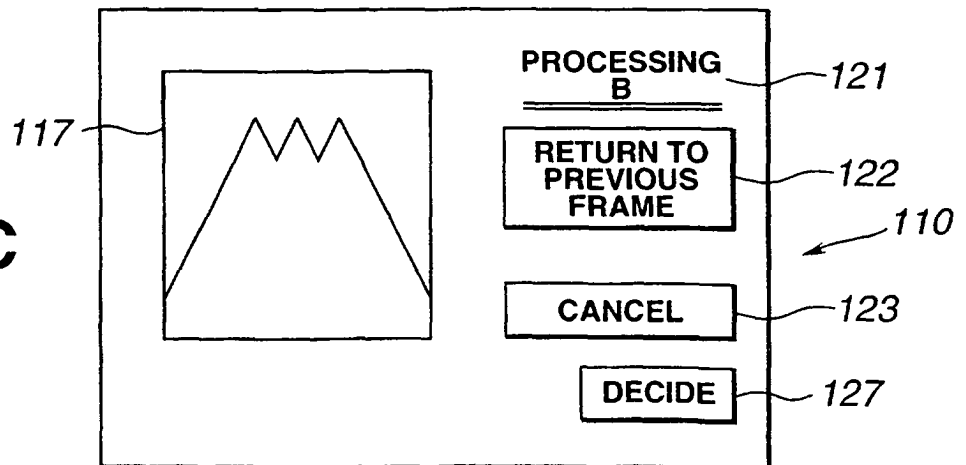 PROCESSING
B
121
117
RETURN TO
PREVIOUS
FRAME
122
C
110
CANCEL
123
DECIDE
127